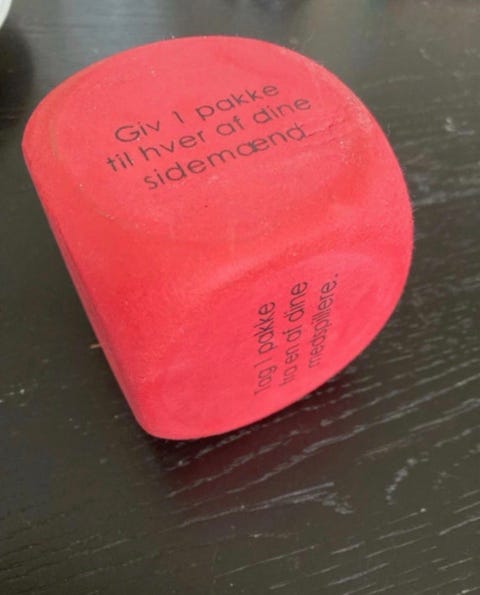 Giv 1 pakke
til hver af dine
sidemænd
Tag 1 pakke
fra en af dine
medspillere.